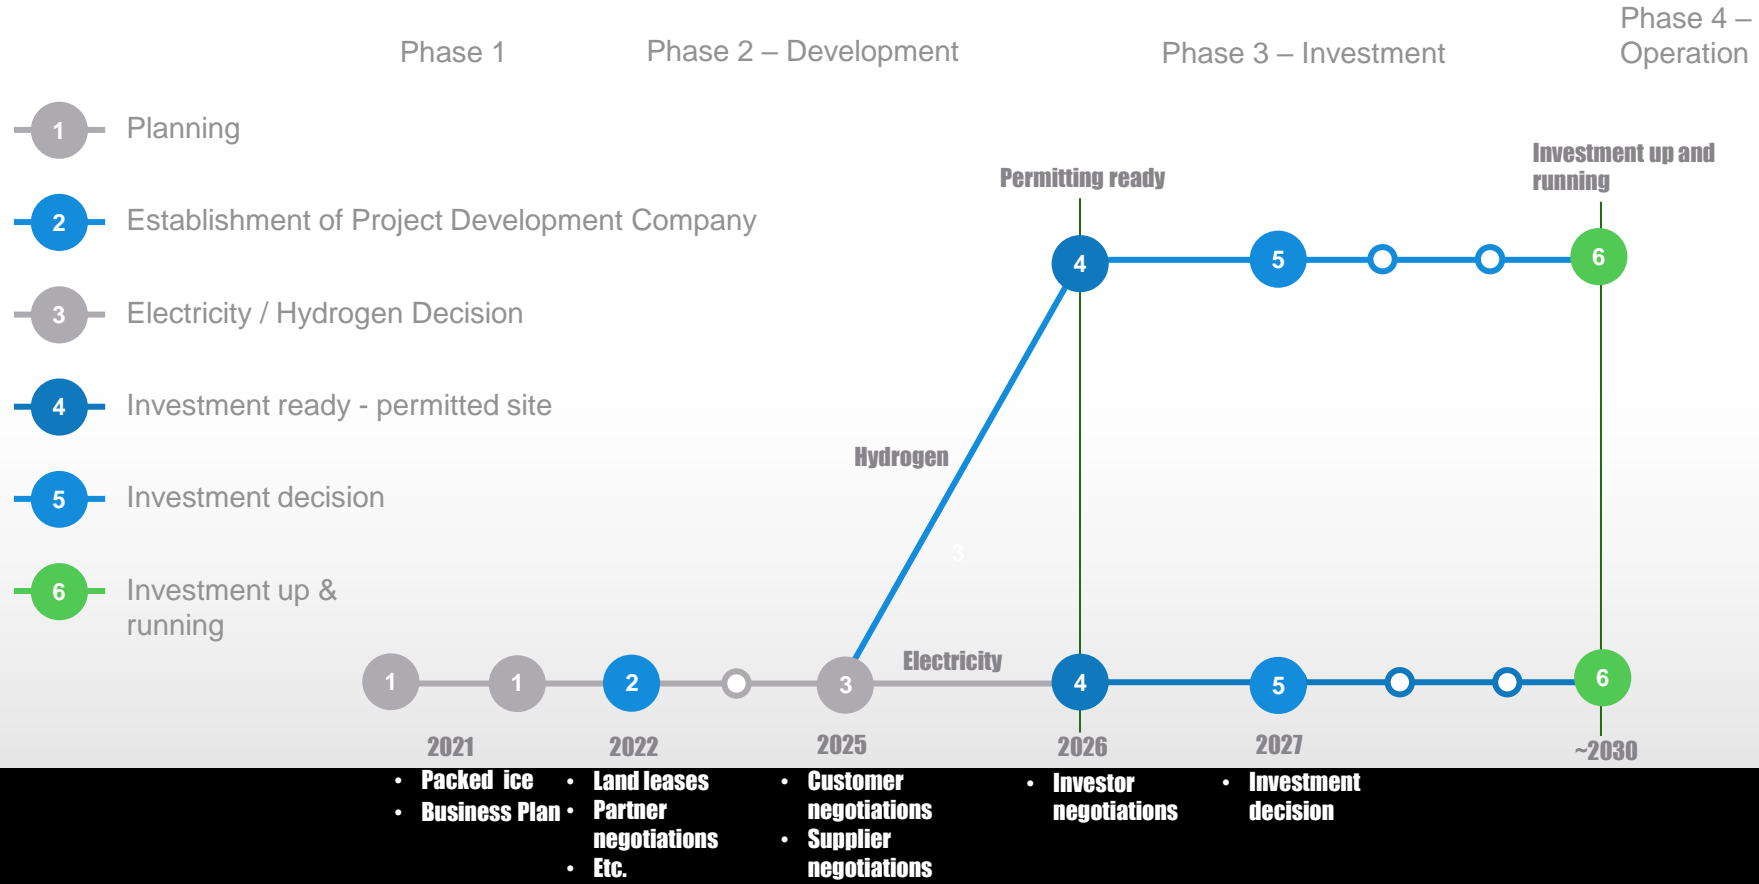 Phase 1
Phase 2 – Development
Phase 3 – Investment
Phase 4 –
Operation
1
Planning
2
Establishment of Project Development Company
3
Electricity / Hydrogen Decision
4
Investment ready - permitted site
5
Investment decision
6
Investment up &
running
Permitting ready
Investment up and
running
4
5
6
Hydrogen
3
Electricity
1
1
2
3
4
5
6
2021
2022
2025
2026
2027
~2030
• Packed ice
• Business Plan
• Land leases
• Partner
negotiations
• Etc.
• Customer
negotiations
• Supplier
negotiations
• Investor
negotiations
• Investment
decision